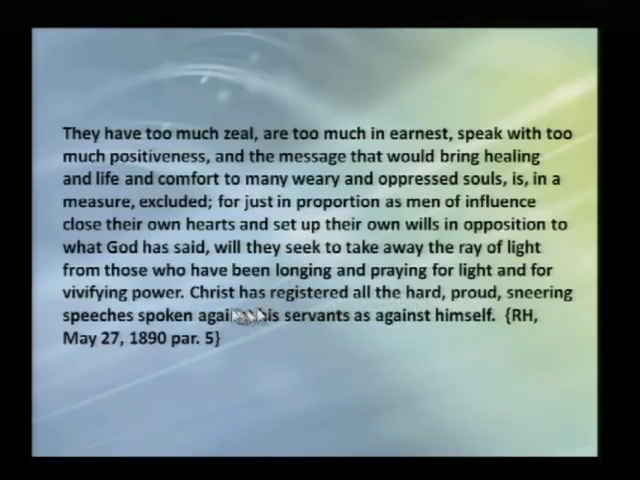 They have too much zeal, are too much in earnest, speak with too
much positiveness, and the message that would bring healing
and life and comfort to many weary and oppressed souls, is, in a
measure, excluded; for just in proportion as men of influence
close their own hearts and set up their own wills in opposition to
what God has said, will they seek to take away the ray of light
from those who have been longing and praying for light and for
vivifying power. Christ has registered all the hard, proud, sneering
speeches spoken against his servants as against himself. {RH,
May 27, 1890 par. 5}